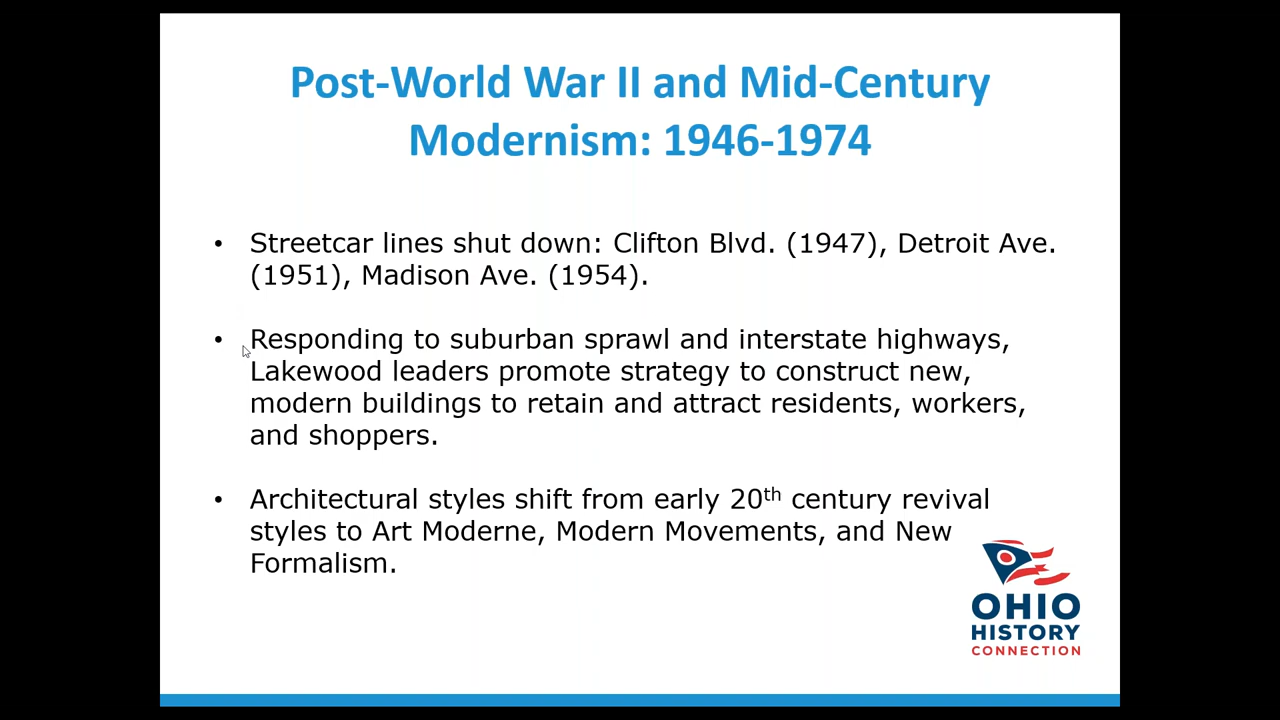 Post-World War II and Mid-Century
Modernism: 1946-1974
• Streetcar lines shut down: Clifton Blvd. (1947), Detroit Ave.
(1951), Madison Ave. (1954).
• Responding to suburban sprawl and interstate highways,
Lakewood leaders promote strategy to construct new,
modern buildings to retain and attract residents, workers,
and shoppers.
• Architectural styles shift from early 20th century revival
styles to Art Moderne, Modern Movements, and New
Formalism.
OHIO
HISTORY
CONNECTION